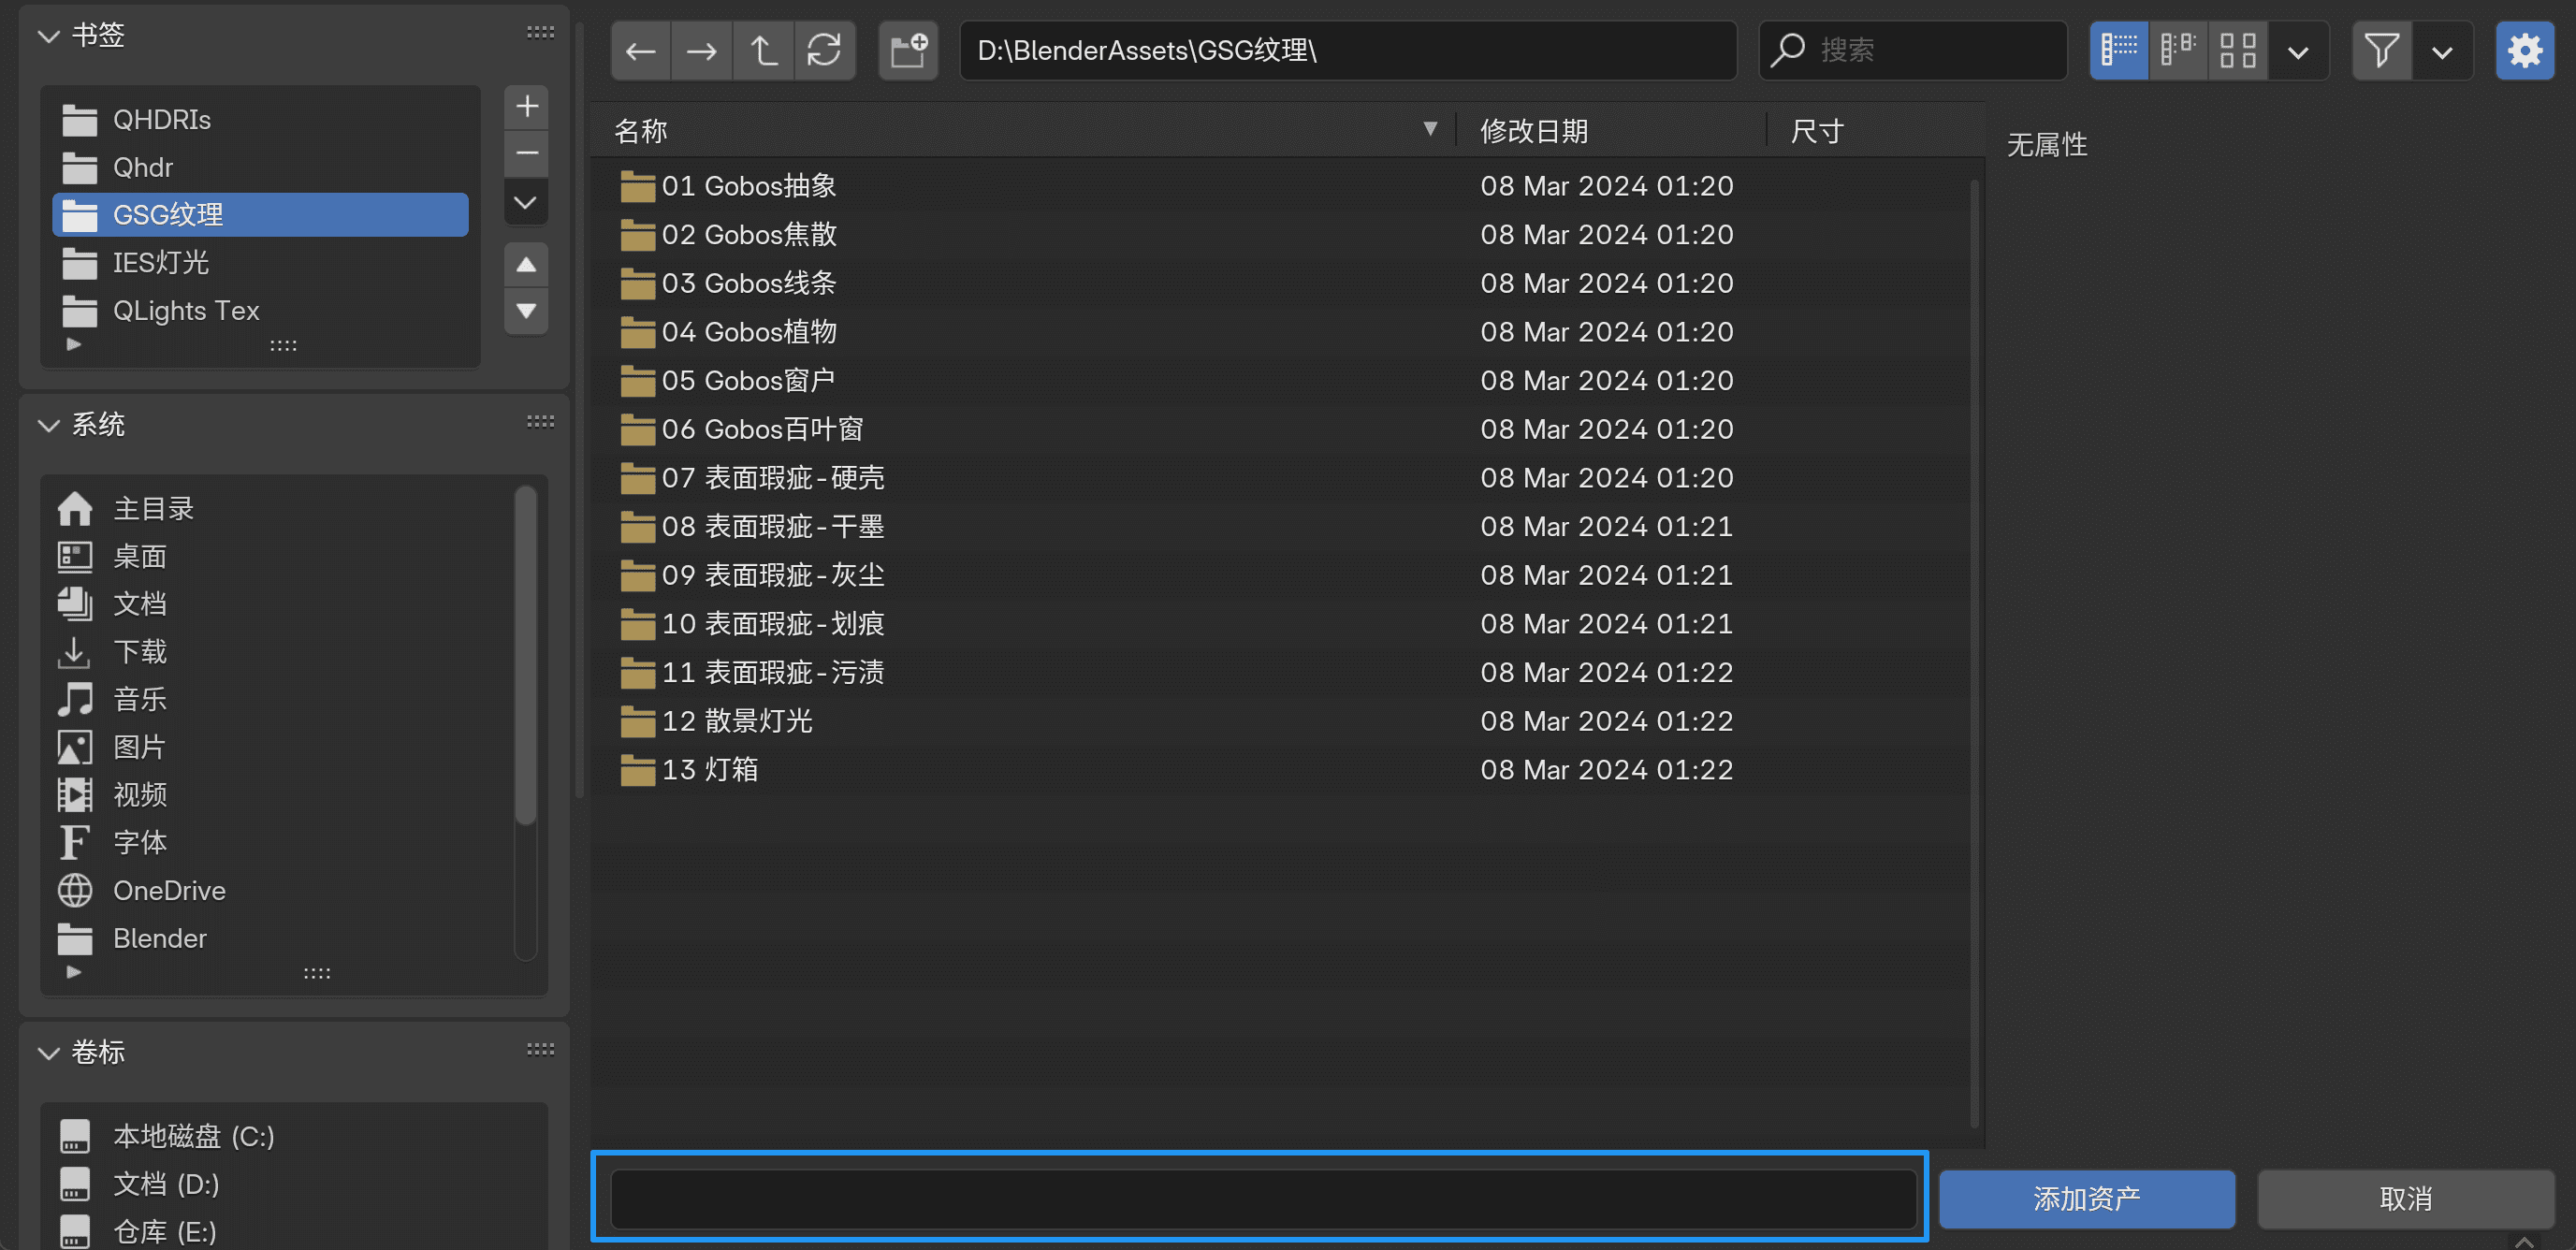 书签
QHDRIs
Qhdr
GSG纹理
IES灯光
QLights Tex
系统
主目录
桌面
文档
下载
音乐
图片
视频
字体
OneDrive
Blender
卷标
本地磁盘 (C:)
文档 (D:)
仓库 (E:)
D:\BlenderAssets\GSG纹理\
搜索
名称 修改日期 尺寸
01 Gobos抽象 08 Mar 2024 01:20
02 Gobos焦散 08 Mar 2024 01:20
03 Gobos线条 08 Mar 2024 01:20
04 Gobos植物 08 Mar 2024 01:20
05 Gobos窗户 08 Mar 2024 01:20
06 Gobos百叶窗 08 Mar 2024 01:20
07 表面瑕疵-硬壳 08 Mar 2024 01:20
08 表面瑕疵-干墨 08 Mar 2024 01:21
09 表面瑕疵-灰尘 08 Mar 2024 01:21
10 表面瑕疵-划痕 08 Mar 2024 01:21
11 表面瑕疵-污渍 08 Mar 2024 01:22
12 散景灯光 08 Mar 2024 01:22
13 灯箱 08 Mar 2024 01:22
无属性
添加资产
取消